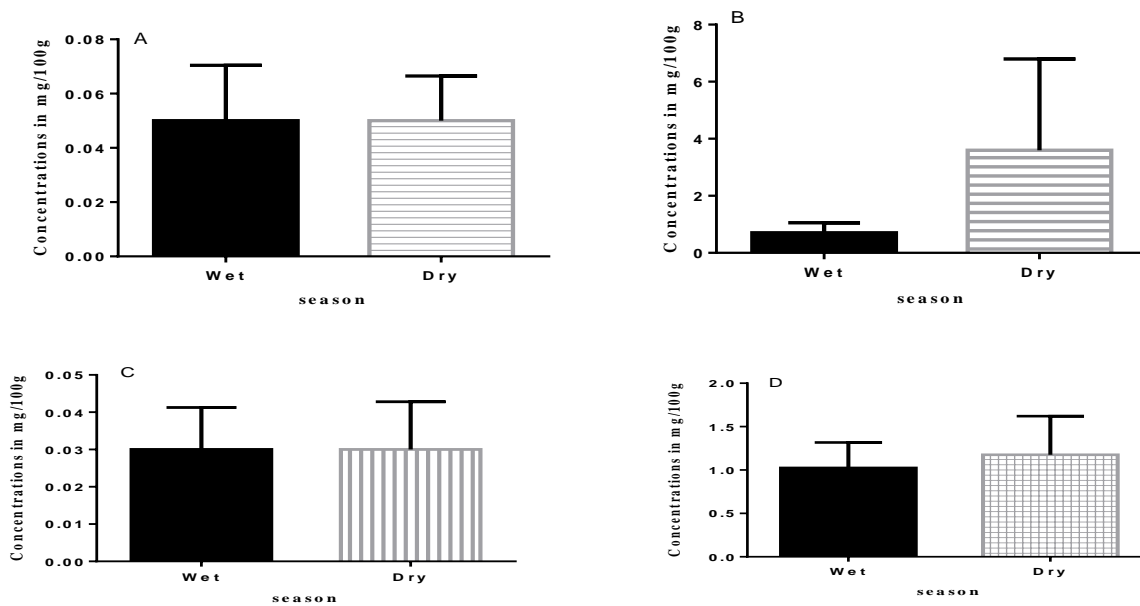 A
Concentrations in mg/100g
0.08
0.06
0.04
0.02
0.00
Wet Dry
season
B
Concentrations in mg/100g
8
6
4
2
0
Wet Dry
season
C
Concentrations in mg/100g
0.05
0.04
0.03
0.02
0.01
0.00
Wet Dry
season
D
Concentrations in mg/100g
2.0
1.5
1.0
0.5
0.0
Wet Dry
season